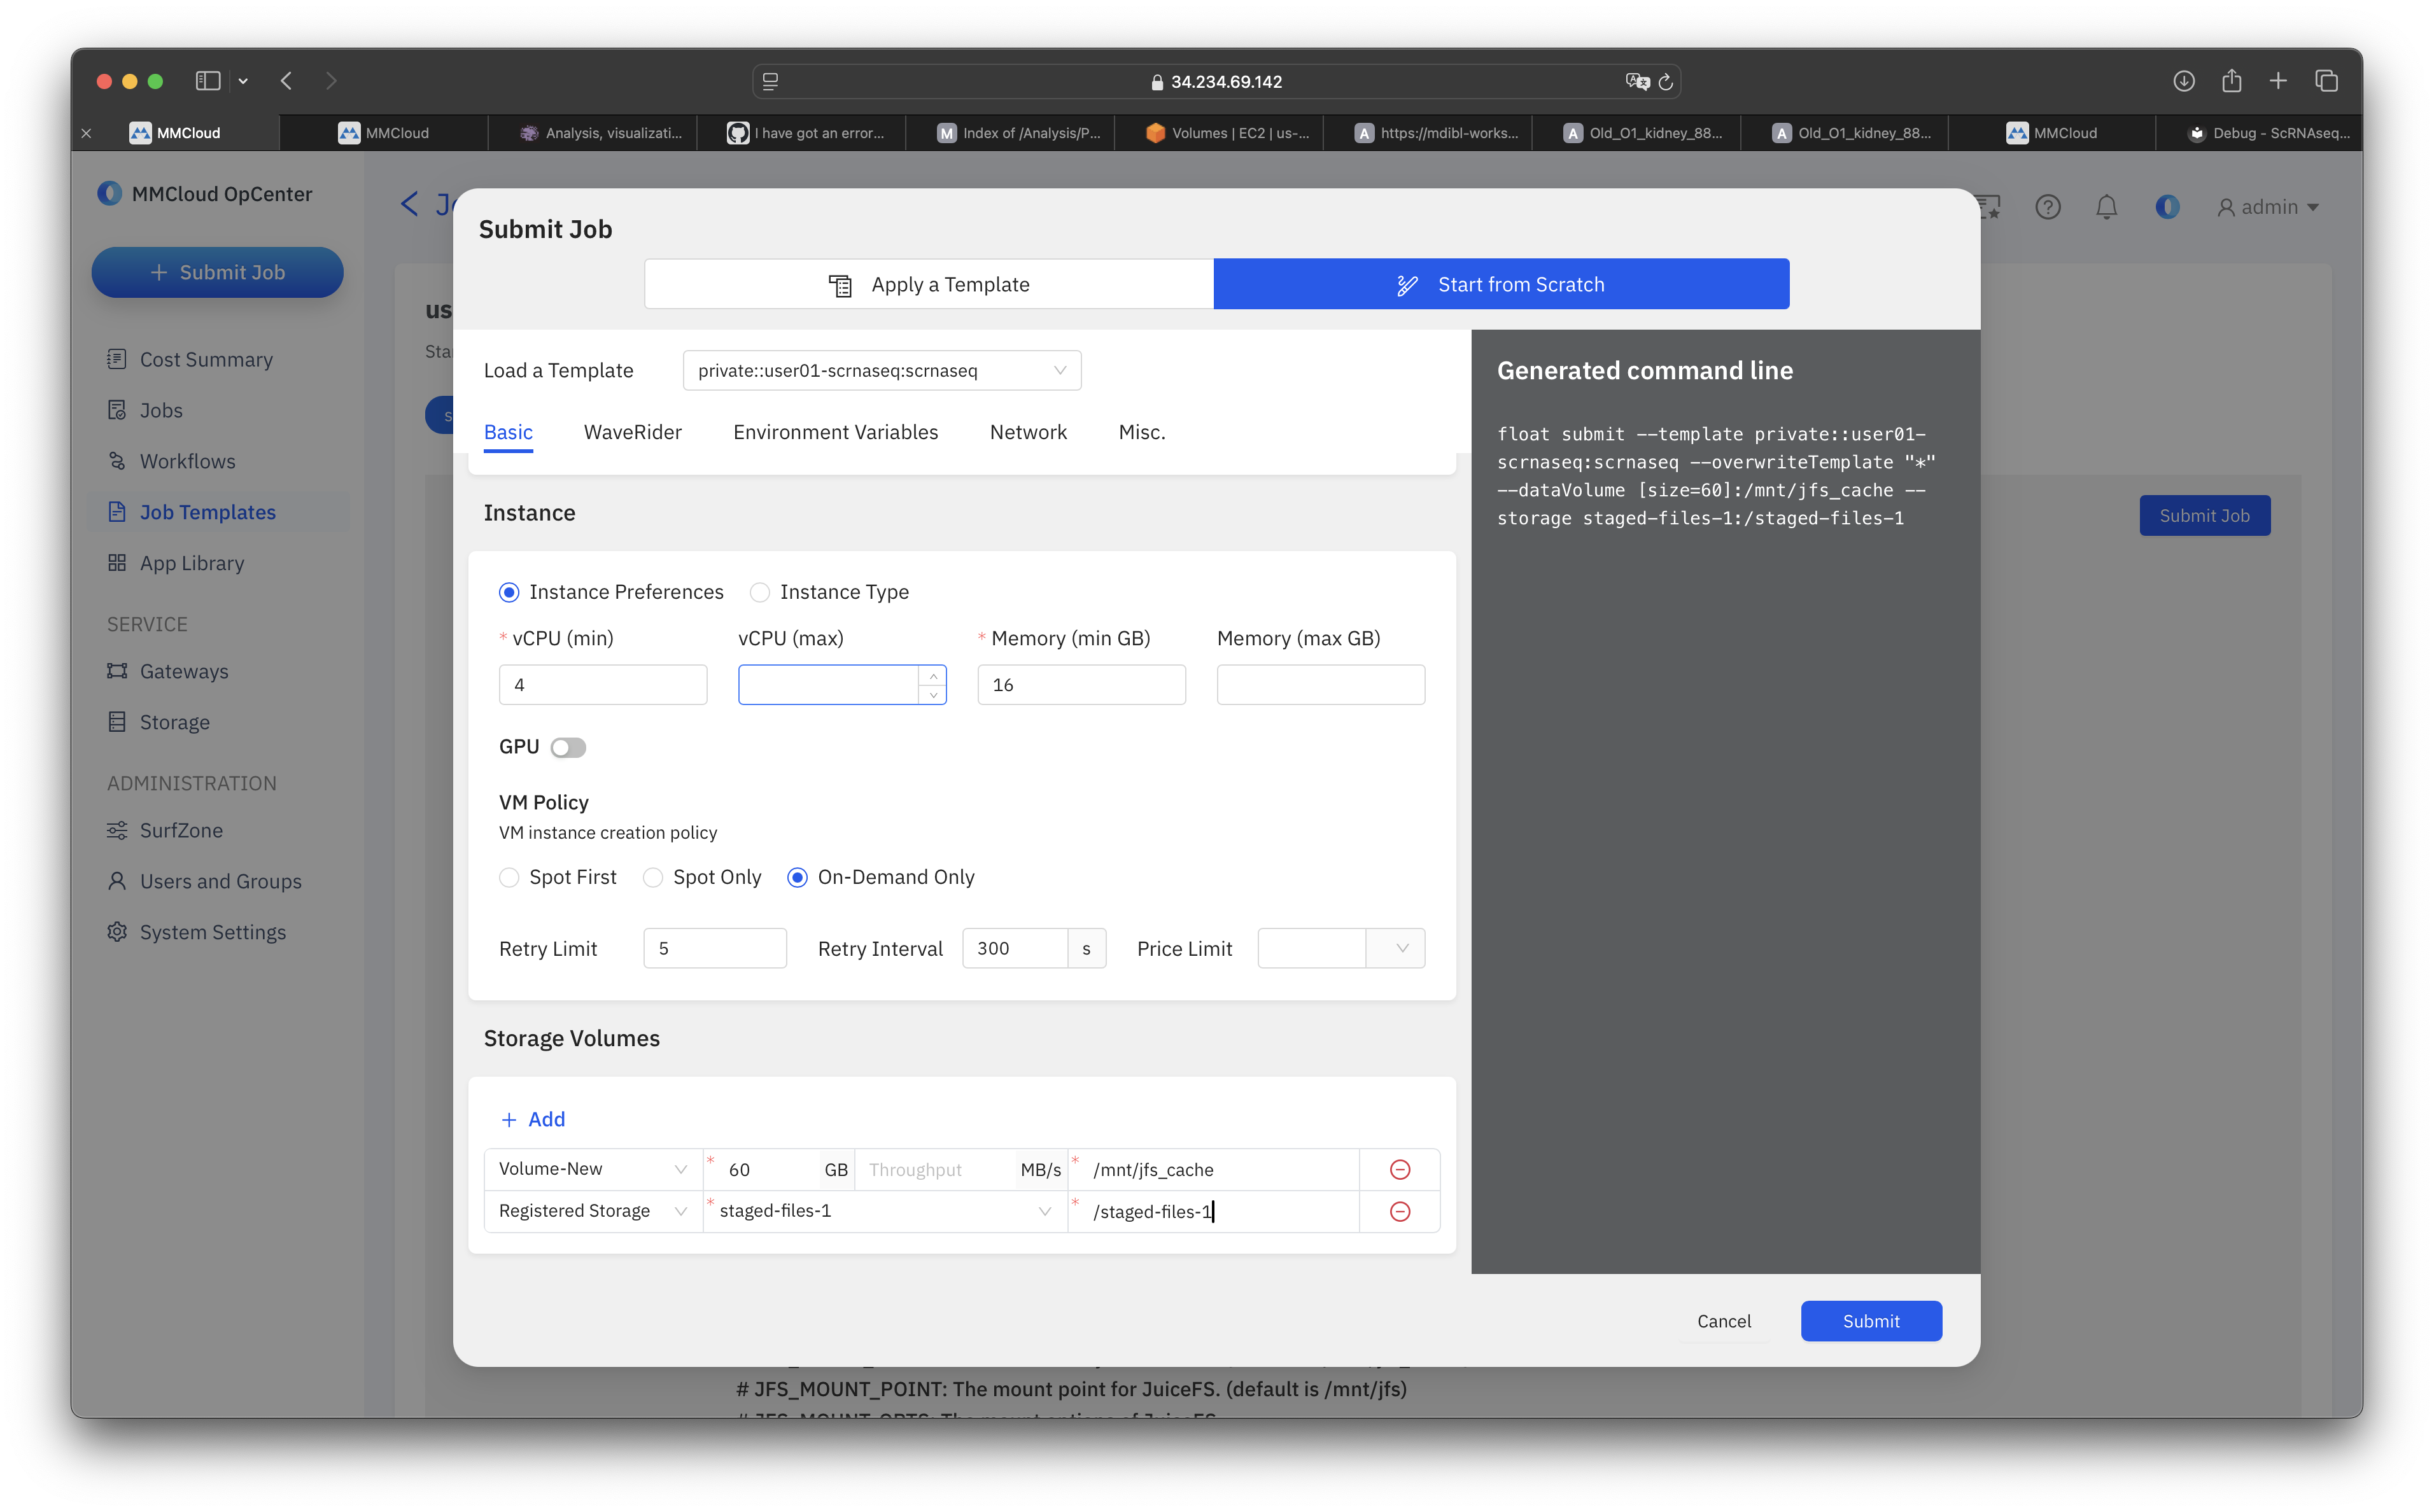 34.234.69.142
MMCloud
MMCloud
Analysis, visualizati...
I have got an error...
M Index of /Analysis/P...
Volumes | EC2 | us-...
A https://mdibl-works...
A Old_O1_kidney_88...
A Old_O1_kidney_88...
MMCloud
Debug - ScRNAseq...
MMCloud OpCenter
+ Submit Job
Cost Summary
Jobs
Workflows
Job Templates
App Library
SERVICE
Gateways
Storage
ADMINISTRATION
SurfZone
Users and Groups
System Settings
admin
us
Sta
s
Submit Job
Submit Job
Apply a Template
Start from Scratch
Load a Template
private::user01-scrnaseq:scrnaseq
Basic
WaveRider
Environment Variables
Network
Misc.
Instance
Instance Preferences
Instance Type
* vCPU (min)
vCPU (max)
* Memory (min GB)
Memory (max GB)
4
16
GPU
VM Policy
VM instance creation policy
Spot First
Spot Only
On-Demand Only
Retry Limit
5
Retry Interval
300
s
Price Limit
Storage Volumes
+ Add
Volume-New
* 60
GB
Throughput
MB/s
* /mnt/jfs_cache
Registered Storage
* staged-files-1
* /staged-files-1
Generated command line
float submit --template private::user01-
scrnaseq:scrnaseq --overwriteTemplate "*"
--dataVolume [size=60]:/mnt/jfs_cache --
storage staged-files-1:/staged-files-1
Cancel
Submit
# JFS_MOUNT_POINT: The mount point for JuiceFS. (default is /mnt/jfs)
# JFS_MOUNT_OPTS: The mount options of JuiceFS